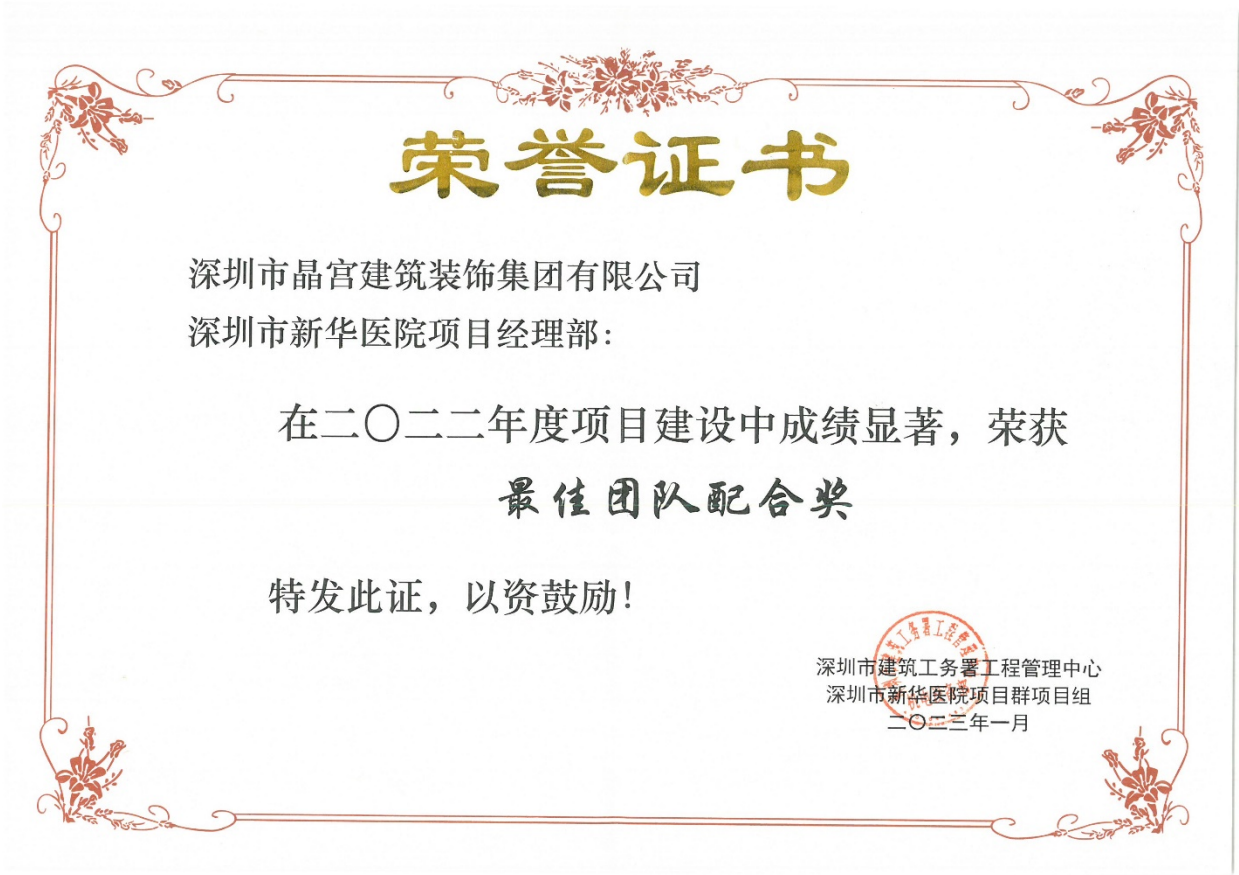 荣誉证书
深圳市晶宫建筑装饰集团有限公司
深圳市新华医院项目经理部：
在二〇二二年度项目建设中成绩显著，荣获
最佳团队配合奖
特发此证，以资鼓励！
深圳市建筑工务署工程管理中心
深圳市新华医院项目群项目组
二〇二三年一月